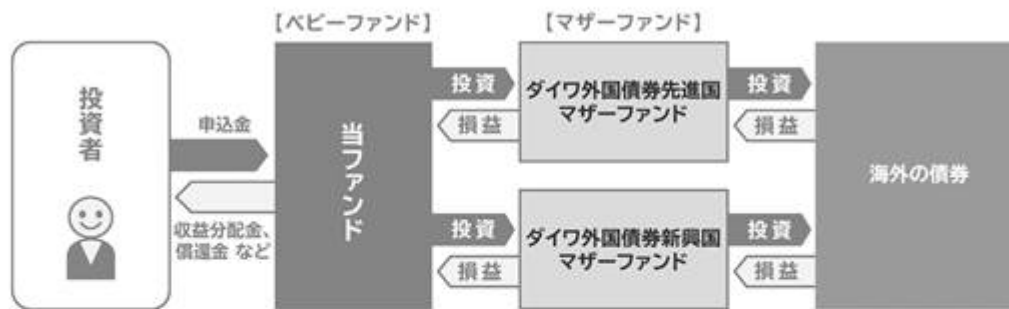 【ベビーファンド】
【マザーファンド】
投資者
申込金
収益分配金、
償還金 など
当ファンド
投資
損益
ダイワ外国債券先進国
マザーファンド
投資
損益
投資
損益
ダイワ外国債券新興国
マザーファンド
投資
損益
海外の債券